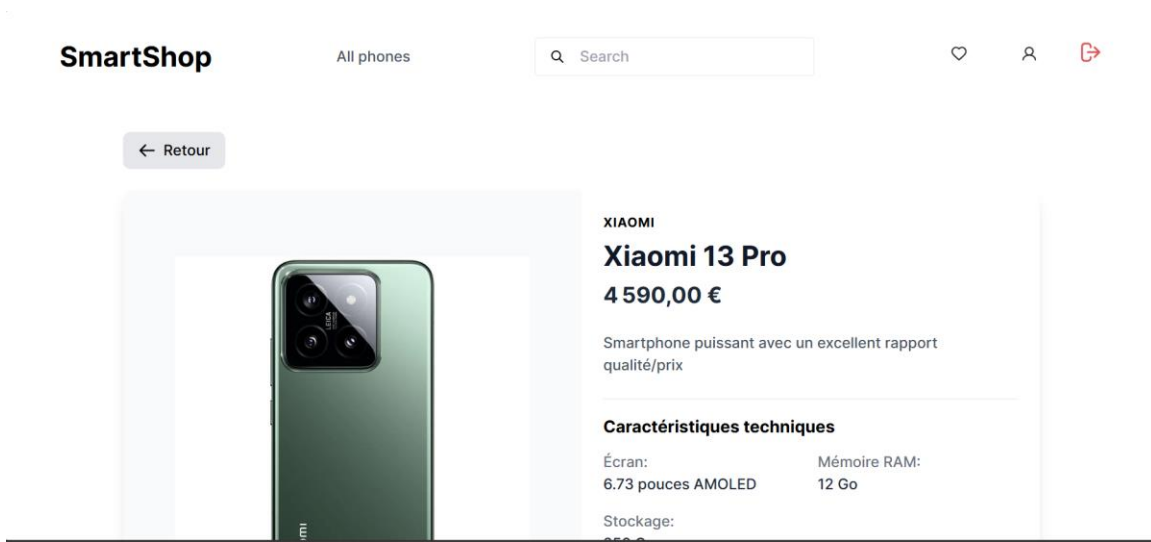 SmartShop
All phones
Search
Retour
XIAOMI
Xiaomi 13 Pro
4 590,00 €
Smartphone puissant avec un excellent rapport
qualité/prix
Caractéristiques techniques
Écran:
6.73 pouces AMOLED
Mémoire RAM:
12 Go
Stockage:
LEICA